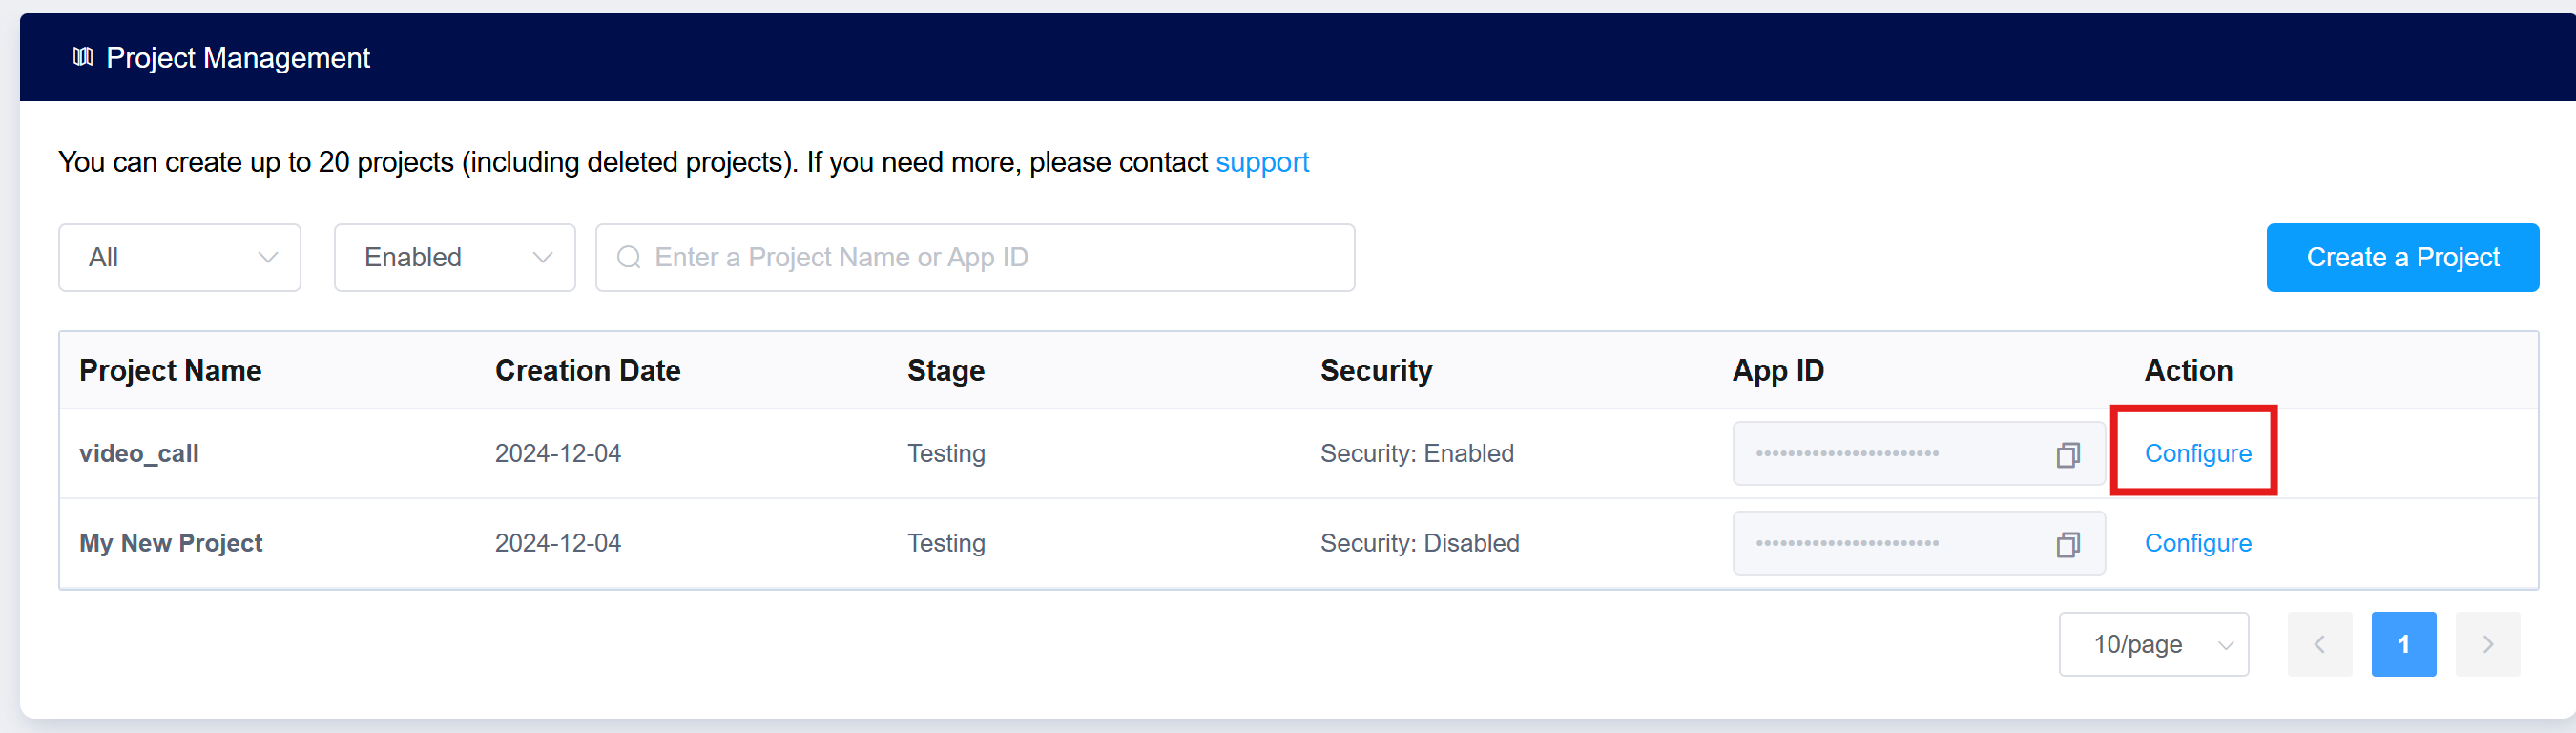 Project Management
You can create up to 20 projects (including deleted projects). If you need more, please contact support
All Enabled Enter a Project Name or App ID Create a Project
Project Name Creation Date Stage Security App ID Action
video_call 2024-12-04 Testing Security: Enabled ••••••••••••••••••••••• Configure
My New Project 2024-12-04 Testing Security: Disabled ••••••••••••••••••••••• Configure
10/page 1